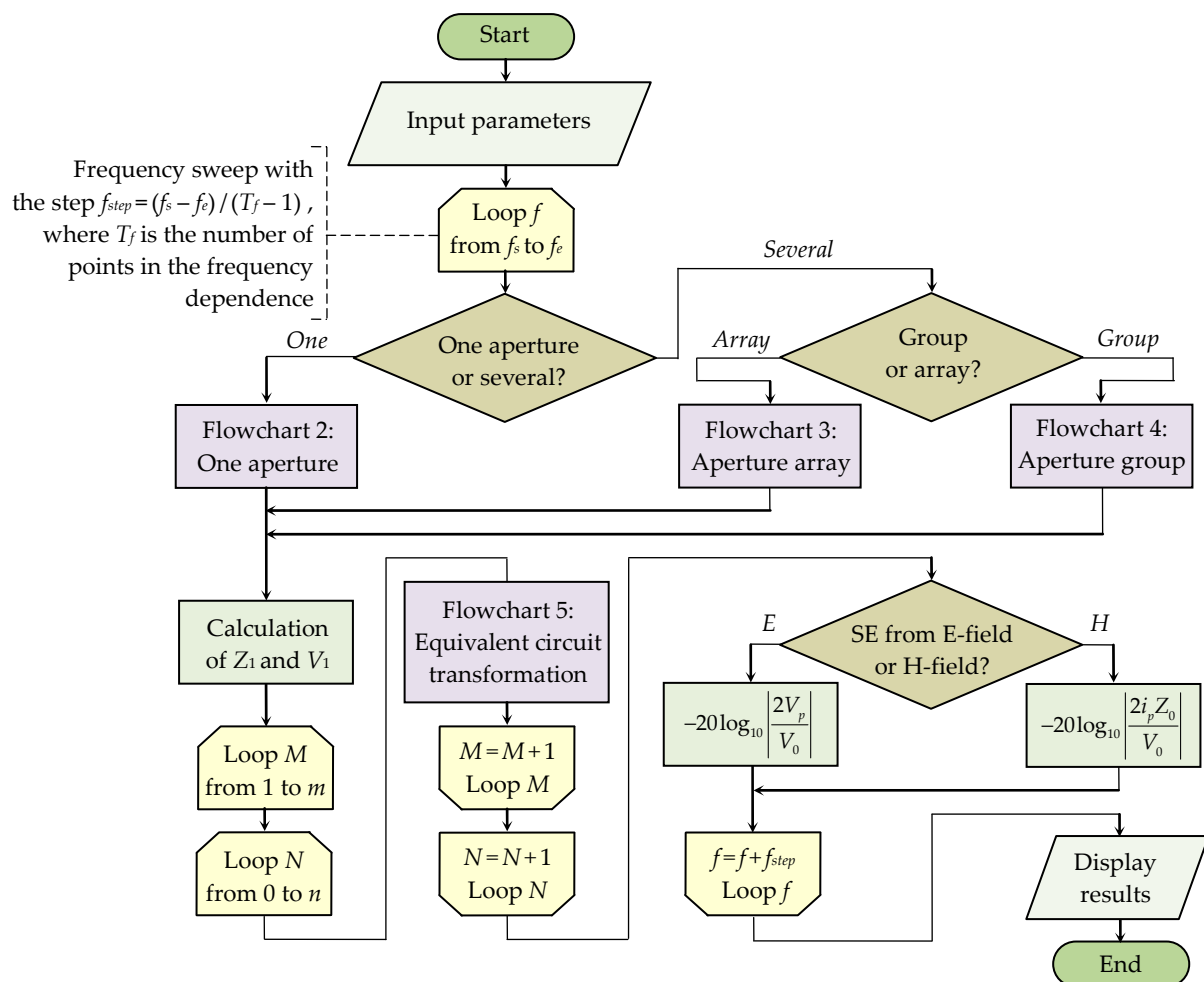 Start
Input parameters
Frequency sweep with
the step fstep = (fs – fe) / (Tf – 1) ,
where Tf is the number of
points in the frequency
dependence
Loop f
from fs to fe
Several
One
One aperture
or several?
Array
Group
or array?
Group
Flowchart 2:
One aperture
Flowchart 3:
Aperture array
Flowchart 4:
Aperture group
Calculation
of Z1 and V1
Loop M
from 1 to m
Loop N
from 0 to n
Flowchart 5:
Equivalent circuit
transformation
M = M + 1
Loop M
N = N + 1
Loop N
E
SE from E-field
or H-field?
H
–20log10|2Vp/V0|
–20log10|2ipZ0/V0|
f = f + fstep
Loop f
Display
results
End